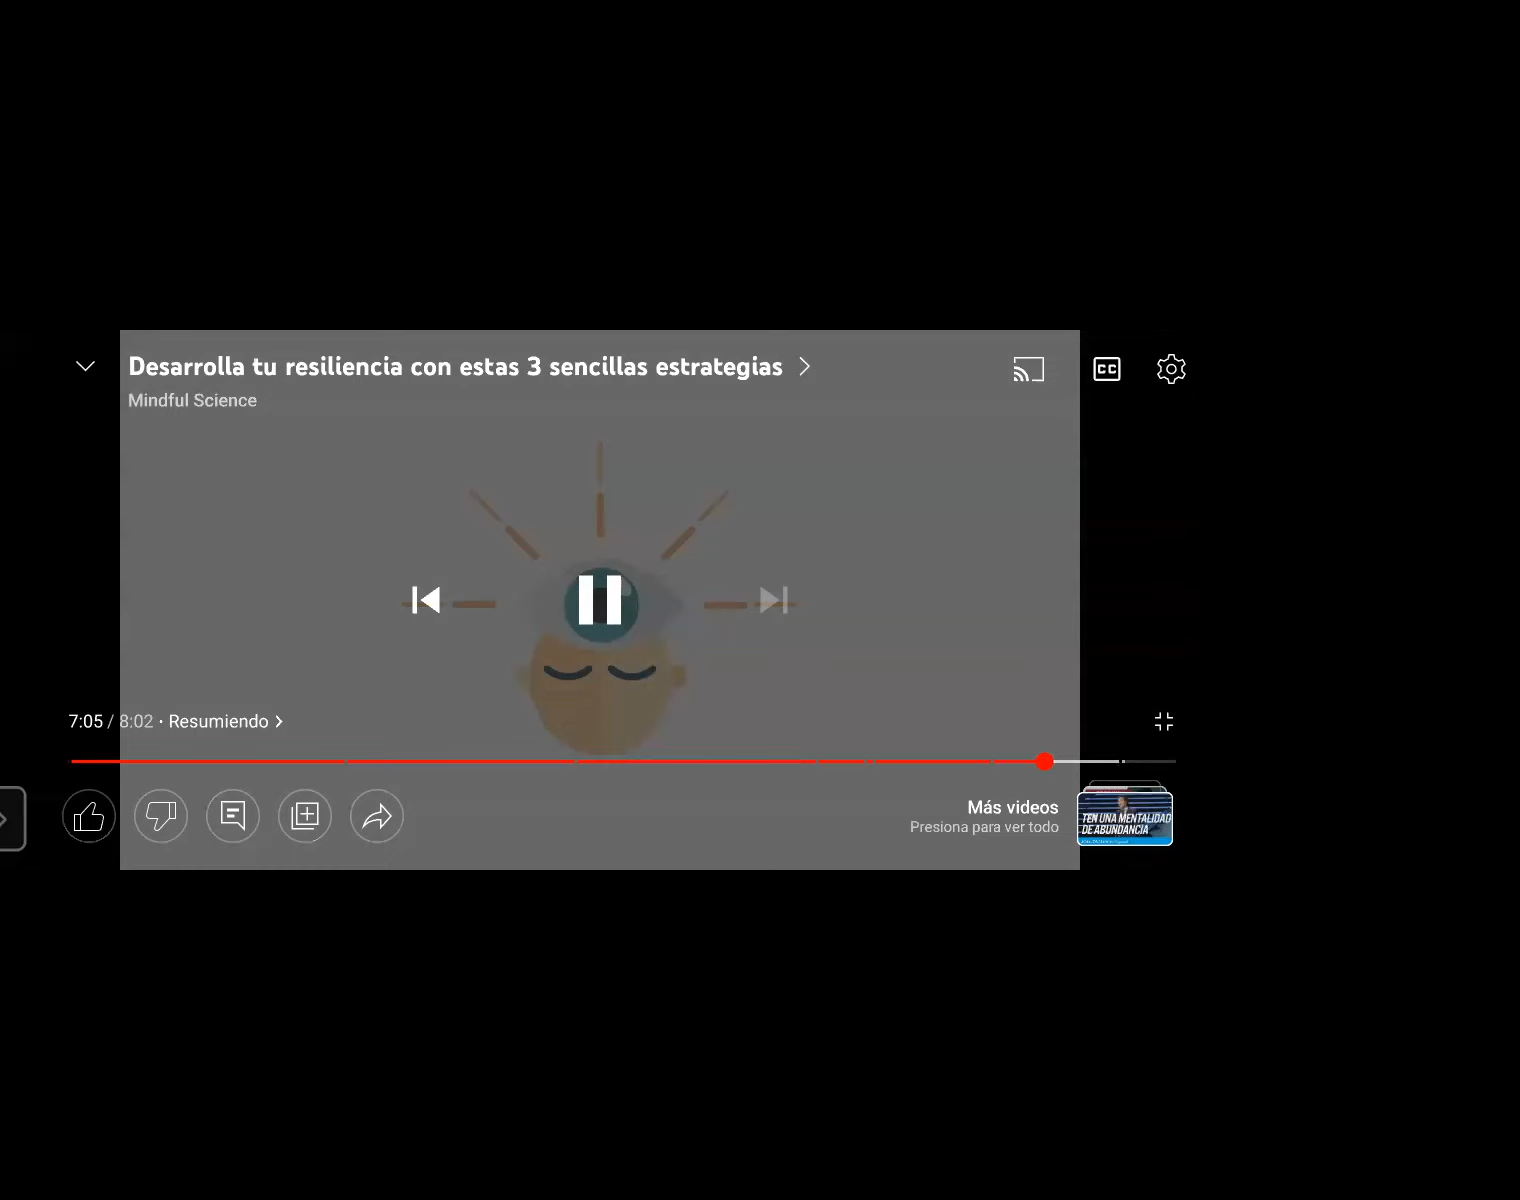 Desarrolla tu resiliencia con estas 3 sencillas estrategias
Mindful Science
CC
7:05 / 8:02 · Resumiendo
Más videos
Presiona para ver todo
TEN UNA MENTALIDAD
DE ABUNDANCIA